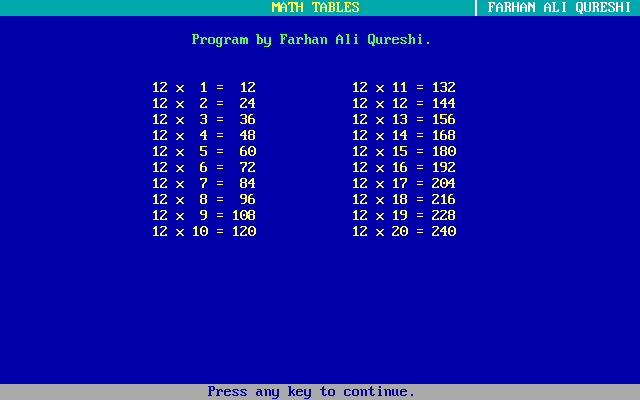 MATH TABLES | FARHAN ALI QURESHI
Program by Farhan Ali Qureshi.
12 x  1 =  12    12 x 11 = 132
12 x  2 =  24    12 x 12 = 144
12 x  3 =  36    12 x 13 = 156
12 x  4 =  48    12 x 14 = 168
12 x  5 =  60    12 x 15 = 180
12 x  6 =  72    12 x 16 = 192
12 x  7 =  84    12 x 17 = 204
12 x  8 =  96    12 x 18 = 216
12 x  9 = 108    12 x 19 = 228
12 x 10 = 120    12 x 20 = 240
Press any key to continue.